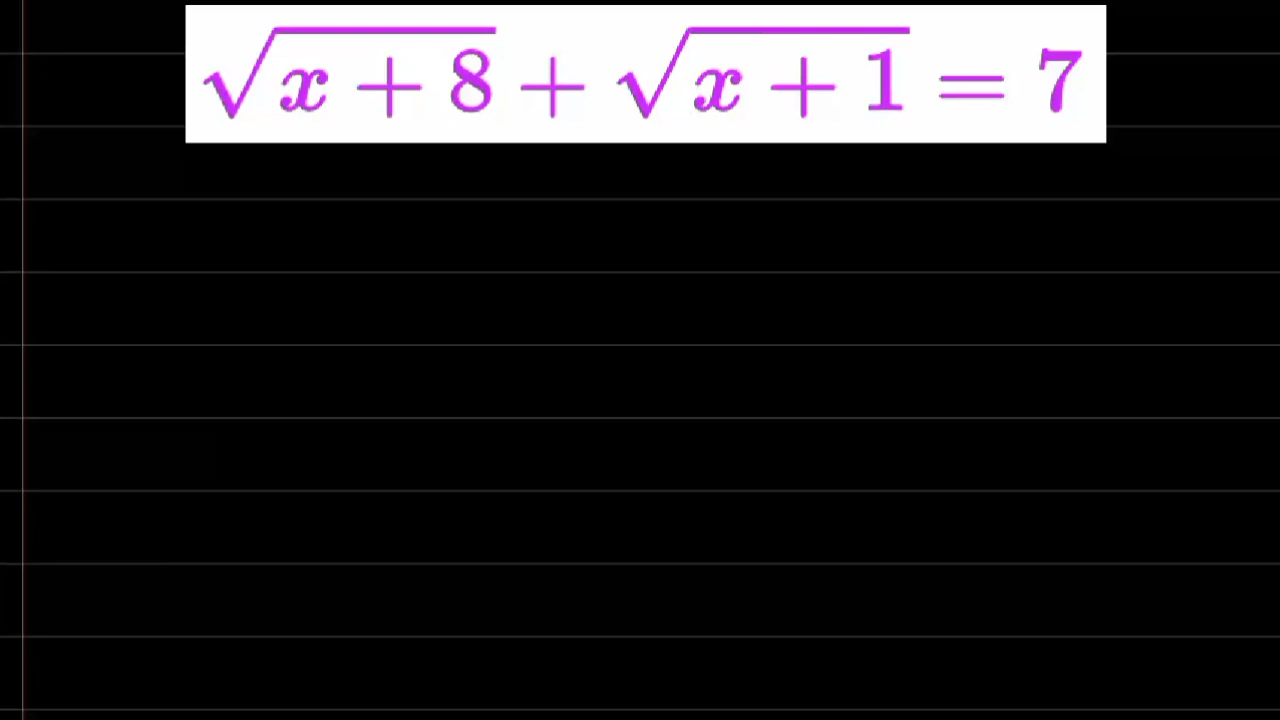 √(x + 8) + √(x + 1) = 7